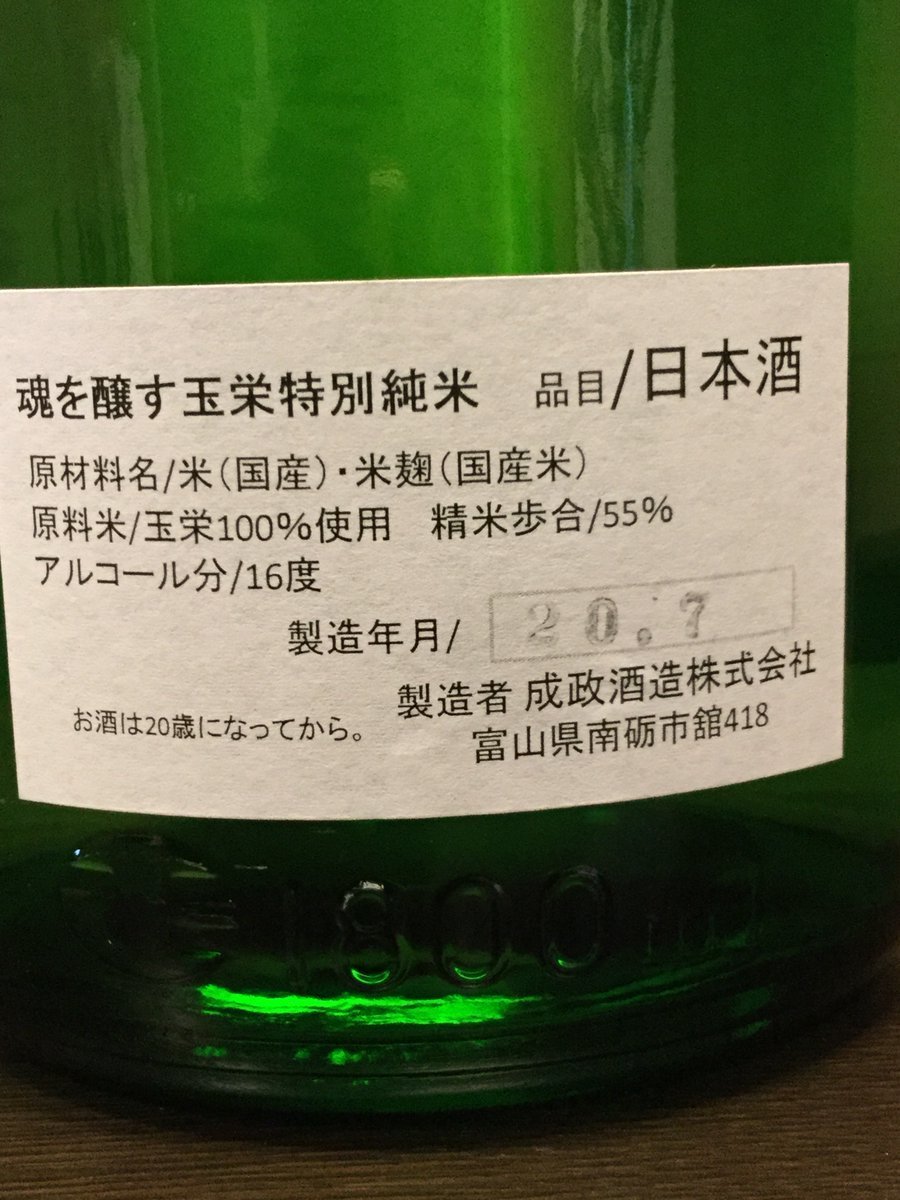 魂を醸す玉栄特別純米　品目/日本酒
原材料名/米(国産)・米麹(国産米)
原料米/玉栄100%使用　精米歩合/55%
アルコール分/16度
製造年月/ 20.7
製造者 成政酒造株式会社
お酒は20歳になってから。
富山県南砺市舘418
1800 ml